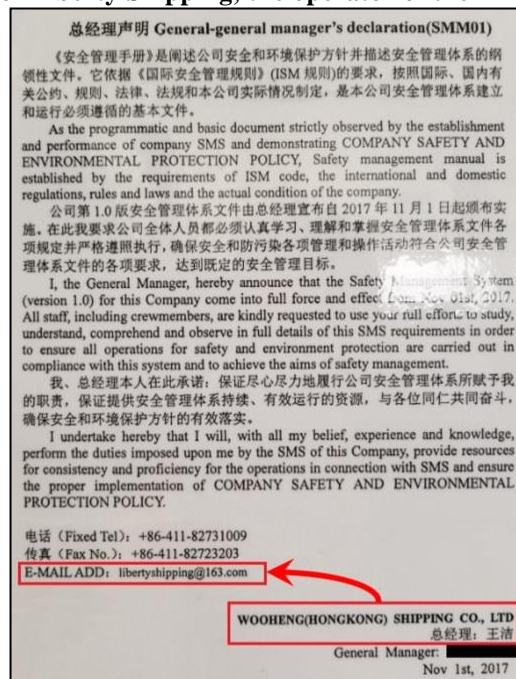 Liberty Shipping, the operator of the
总经理声明 General-general manager's declaration(SMM01)
《安全管理手册》是阐述公司安全和环境保护方针并描述安全管理体系的纲
领性文件。它依据《国际安全管理规则》(ISM 规则)的要求，按照国际、国内有
关公约、规则、法律、法规和本公司实际情况制定，是本公司安全管理体系建立
和运行必须遵循的基本文件。
As the programmatic and basic document strictly observed by the establishment
and performance of company SMS and demonstrating COMPANY SAFETY AND
ENVIRONMENTAL PROTECTION POLICY, Safety management manual is
established by the requirements of ISM code, the international and domestic
regulations, rules and laws and the actual condition of the company.
公司第 1.0 版安全管理体系文件由总经理宣布自 2017 年 11 月 1 日起颁布实
施。在此我要求公司全体人员都必须认真学习、理解和掌握安全管理体系文件各
项规定并严格遵照执行，确保安全和防污染各项管理和操作活动符合公司安全管
理体系文件的各项要求，达到既定的安全管理目标。
I, the General Manager, hereby announce that the Safety Management System
(version 1.0) for this Company come into full force and effect from Nov 01st, 2017.
All staff, including crewmembers, are kindly requested to use your full efforts to study,
understand, comprehend and observe in full details of this SMS requirements in order
to ensure all operations for safety and environment protection are carried out in
compliance with this system and to achieve the aims of safety management.
我、总经理本人在此承诺：保证尽心尽力地履行公司安全管理体系所赋予我
的职责，保证提供安全管理体系持续、有效运行的资源，与各位同仁共同奋斗，
确保安全和环境保护方针的有效落实。
I undertake hereby that I will, with all my belief, experience and knowledge,
perform the duties imposed upon me by the SMS of this Company, provide resources
for consistency and proficiency for the operations in connection with SMS and ensure
the proper implementation of COMPANY SAFETY AND ENVIRONMENTAL
PROTECTION POLICY.
电话（Fixed Tel）：+86-411-82731009
传真（Fax No.）：+86-411-82723203
E-MAIL ADD：libertyshipping@163.com
WOOHENG(HONGKONG) SHIPPING CO., LTD
总经理：王洁
General Manager:
Nov 1st, 2017